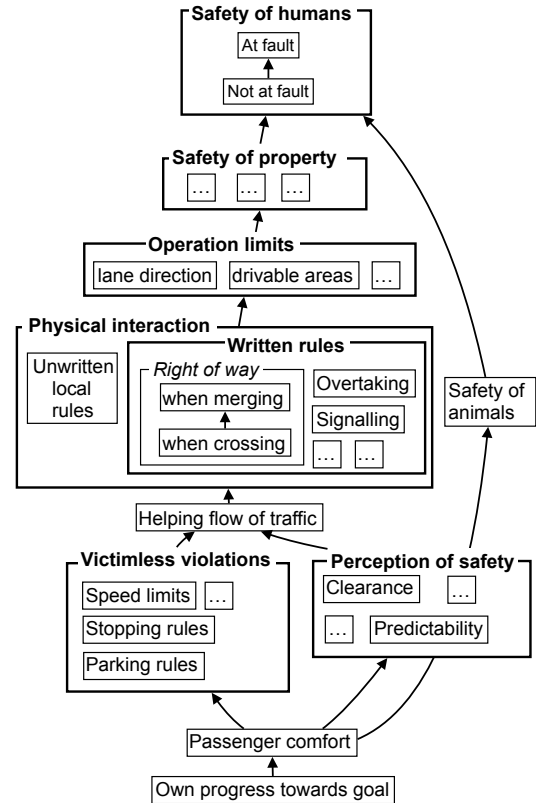 Safety of humans
At fault
Not at fault
Safety of property
… … …
Operation limits
lane direction drivable areas …
Physical interaction
Written rules
Unwritten
local
rules
Right of way
when merging
when crossing
Overtaking
Signalling
… …
Safety of
animals
Helping flow of traffic
Victimless violations
Speed limits …
Stopping rules
Parking rules
Perception of safety
Clearance …
… Predictability
Passenger comfort
Own progress towards goal